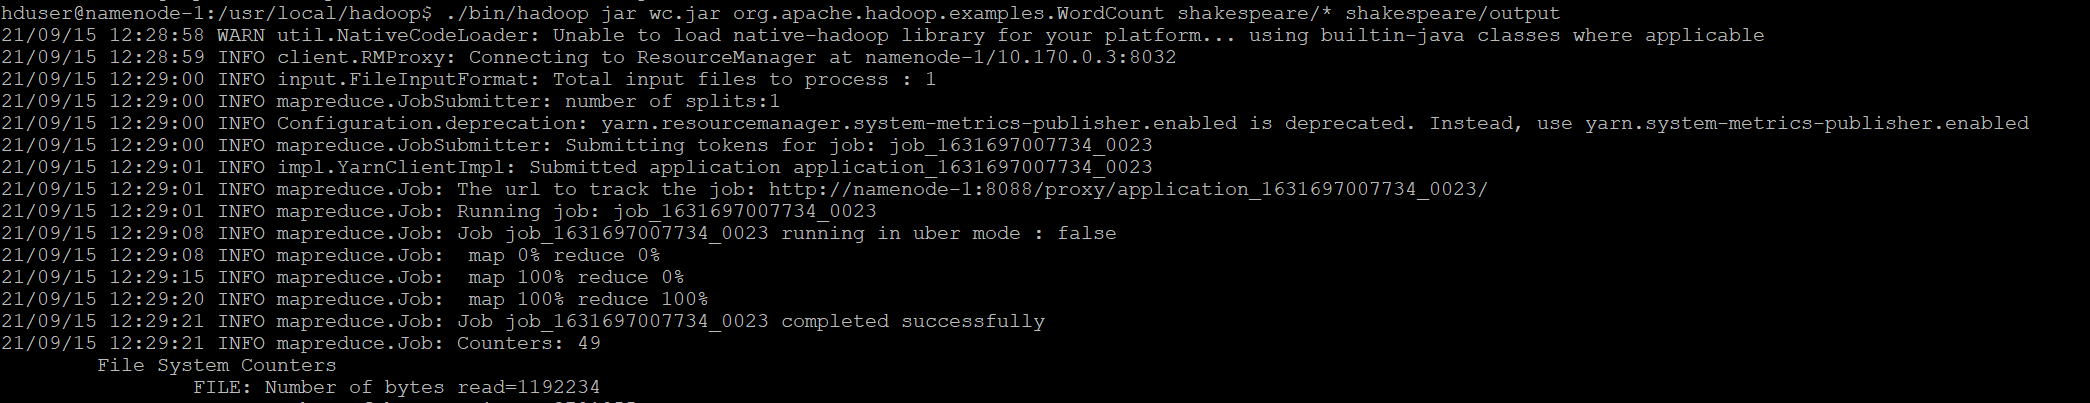 hduser@namenode-1:/usr/local/hadoop$ ./bin/hadoop jar wc.jar org.apache.hadoop.examples.WordCount shakespeare/* shakespeare/output
21/09/15 12:28:58 WARN util.NativeCodeLoader: Unable to load native-hadoop library for your platform... using builtin-java classes where applicable
21/09/15 12:28:59 INFO client.RMProxy: Connecting to ResourceManager at namenode-1/10.170.0.3:8032
21/09/15 12:29:00 INFO input.FileInputFormat: Total input files to process : 1
21/09/15 12:29:00 INFO mapreduce.JobSubmitter: number of splits:1
21/09/15 12:29:00 INFO Configuration.deprecation: yarn.resourcemanager.system-metrics-publisher.enabled is deprecated. Instead, use yarn.system-metrics-publisher.enabled
21/09/15 12:29:00 INFO mapreduce.JobSubmitter: Submitting tokens for job: job_1631697007734_0023
21/09/15 12:29:01 INFO impl.YarnClientImpl: Submitted application application_1631697007734_0023
21/09/15 12:29:01 INFO mapreduce.Job: The url to track the job: http://namenode-1:8088/proxy/application_1631697007734_0023/
21/09/15 12:29:01 INFO mapreduce.Job: Running job: job_1631697007734_0023
21/09/15 12:29:08 INFO mapreduce.Job: Job job_1631697007734_0023 running in uber mode : false
21/09/15 12:29:08 INFO mapreduce.Job:  map 0% reduce 0%
21/09/15 12:29:15 INFO mapreduce.Job:  map 100% reduce 0%
21/09/15 12:29:20 INFO mapreduce.Job:  map 100% reduce 100%
21/09/15 12:29:21 INFO mapreduce.Job: Job job_1631697007734_0023 completed successfully
21/09/15 12:29:21 INFO mapreduce.Job: Counters: 49
File System Counters
FILE: Number of bytes read=1192234